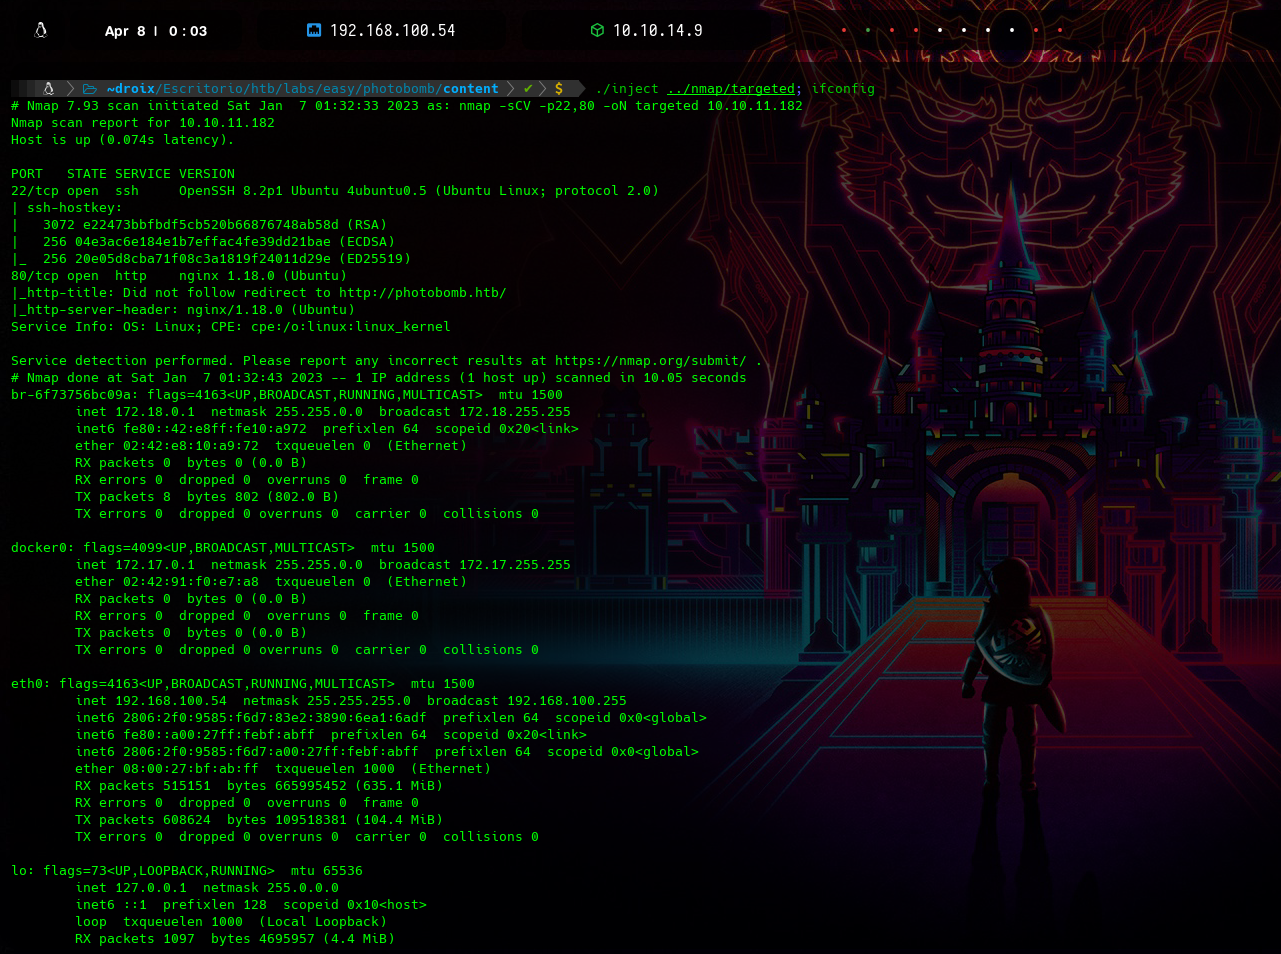 Apr 8 | 0:03 192.168.100.54 10.10.14.9
~droix/Escritorio/htb/labs/easy/photobomb/content ✔ $ ./inject ../nmap/targeted; ifconfig
# Nmap 7.93 scan initiated Sat Jan  7 01:32:33 2023 as: nmap -sCV -p22,80 -oN targeted 10.10.11.182
Nmap scan report for 10.10.11.182
Host is up (0.074s latency).
PORT   STATE SERVICE VERSION
22/tcp open  ssh     OpenSSH 8.2p1 Ubuntu 4ubuntu0.5 (Ubuntu Linux; protocol 2.0)
| ssh-hostkey:
|   3072 e22473bbfbdf5cb520b66876748ab58d (RSA)
|   256 04e3ac6e184e1b7effac4fe39dd21bae (ECDSA)
|_  256 20e05d8cba71f08c3a1819f24011d29e (ED25519)
80/tcp open  http    nginx 1.18.0 (Ubuntu)
|_http-title: Did not follow redirect to http://photobomb.htb/
|_http-server-header: nginx/1.18.0 (Ubuntu)
Service Info: OS: Linux; CPE: cpe:/o:linux:linux_kernel
Service detection performed. Please report any incorrect results at https://nmap.org/submit/ .
# Nmap done at Sat Jan  7 01:32:43 2023 -- 1 IP address (1 host up) scanned in 10.05 seconds
br-6f73756bc09a: flags=4163<UP,BROADCAST,RUNNING,MULTICAST>  mtu 1500
        inet 172.18.0.1  netmask 255.255.0.0  broadcast 172.18.255.255
        inet6 fe80::42:e8ff:fe10:a972  prefixlen 64  scopeid 0x20<link>
        ether 02:42:e8:10:a9:72  txqueuelen 0  (Ethernet)
        RX packets 0  bytes 0 (0.0 B)
        RX errors 0  dropped 0  overruns 0  frame 0
        TX packets 8  bytes 802 (802.0 B)
        TX errors 0  dropped 0 overruns 0  carrier 0  collisions 0
docker0: flags=4099<UP,BROADCAST,MULTICAST>  mtu 1500
        inet 172.17.0.1  netmask 255.255.0.0  broadcast 172.17.255.255
        ether 02:42:91:f0:e7:a8  txqueuelen 0  (Ethernet)
        RX packets 0  bytes 0 (0.0 B)
        RX errors 0  dropped 0  overruns 0  frame 0
        TX packets 0  bytes 0 (0.0 B)
        TX errors 0  dropped 0 overruns 0  carrier 0  collisions 0
eth0: flags=4163<UP,BROADCAST,RUNNING,MULTICAST>  mtu 1500
        inet 192.168.100.54  netmask 255.255.255.0  broadcast 192.168.100.255
        inet6 2806:2f0:9585:f6d7:83e2:3890:6ea1:6adf  prefixlen 64  scopeid 0x0<global>
        inet6 fe80::a00:27ff:febf:abff  prefixlen 64  scopeid 0x20<link>
        inet6 2806:2f0:9585:f6d7:a00:27ff:febf:abff  prefixlen 64  scopeid 0x0<global>
        ether 08:00:27:bf:ab:ff  txqueuelen 1000  (Ethernet)
        RX packets 515151  bytes 665995452 (635.1 MiB)
        RX errors 0  dropped 0  overruns 0  frame 0
        TX packets 608624  bytes 109518381 (104.4 MiB)
        TX errors 0  dropped 0 overruns 0  carrier 0  collisions 0
lo: flags=73<UP,LOOPBACK,RUNNING>  mtu 65536
        inet 127.0.0.1  netmask 255.0.0.0
        inet6 ::1  prefixlen 128  scopeid 0x10<host>
        loop  txqueuelen 1000  (Local Loopback)
        RX packets 1097  bytes 4695957 (4.4 MiB)